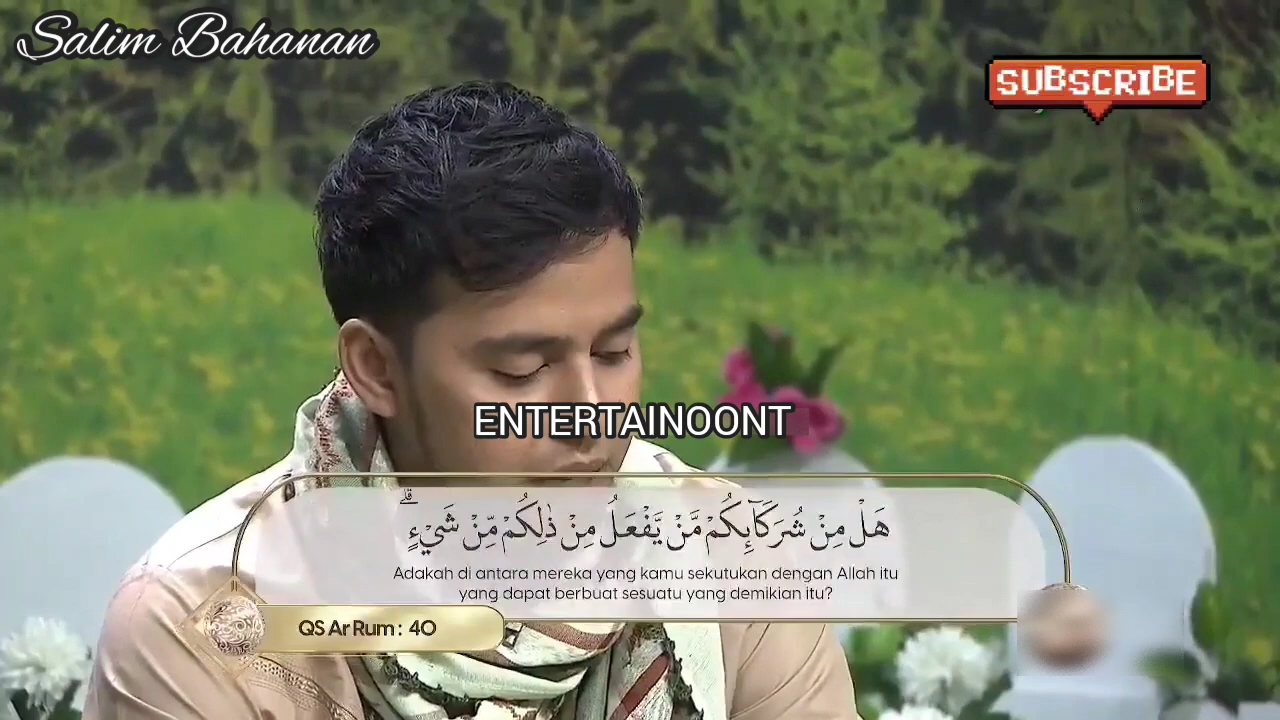 Salim Bahanan
SUBSCRIBE
ENTERTAINOONT
هَلْ مِنْ شُرَكَاۤىِٕكُمْ مَّنْ يَّفْعَلُ مِنْ ذٰلِكُمْ مِّنْ شَيْءٍۗ
Adakah di antara mereka yang kamu sekutukan dengan Allah itu
yang dapat berbuat sesuatu yang demikian itu?
QS Ar Rum : 40